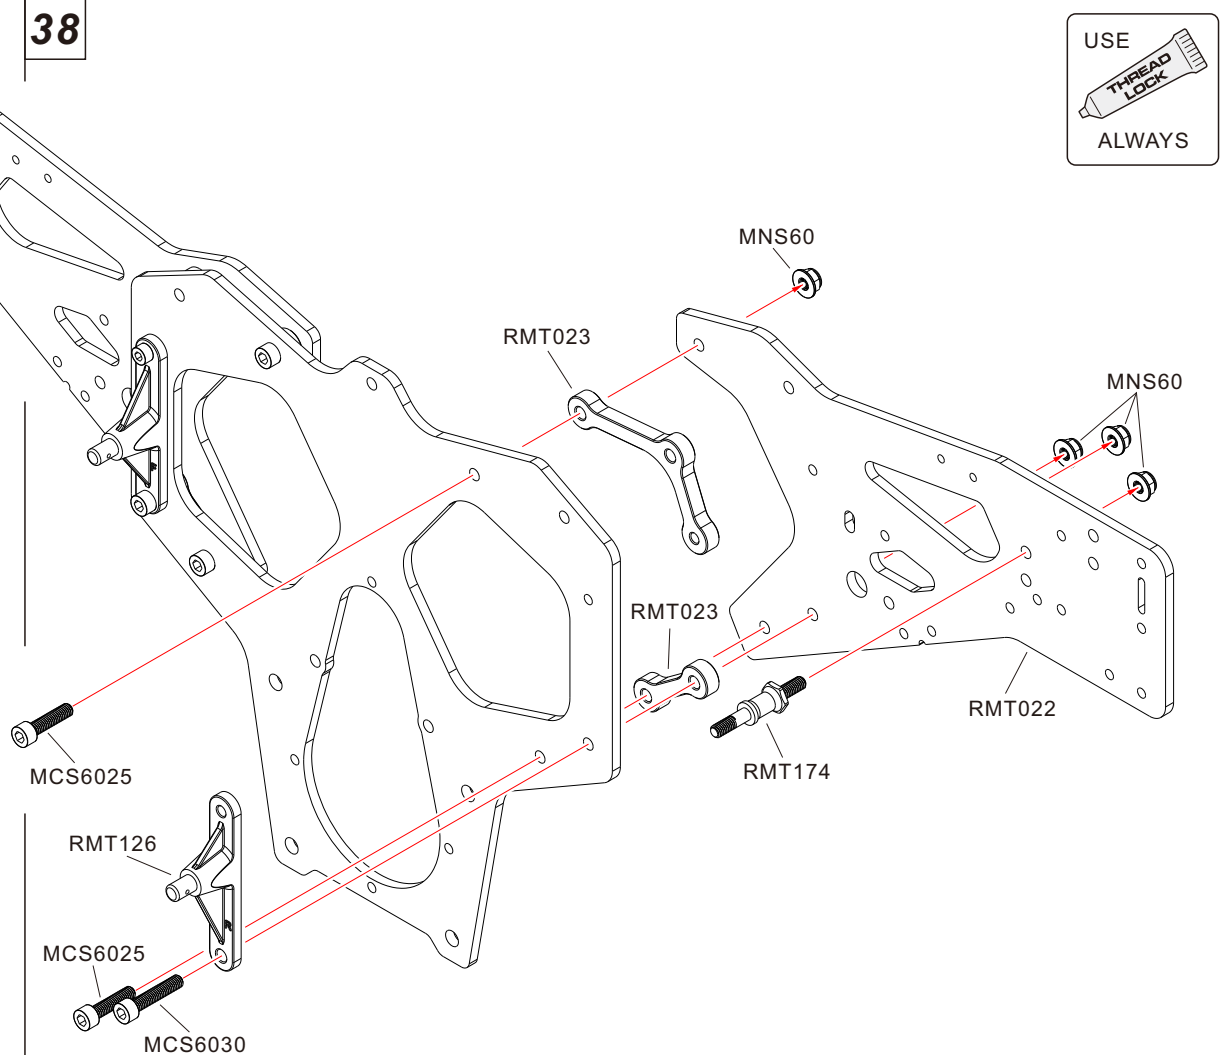 38
USE
THREAD
LOCK
ALWAYS
MNS60
RMT023
MNS60
RMT023
RMT022
RMT174
MCS6025
RMT126
MCS6025
MCS6030